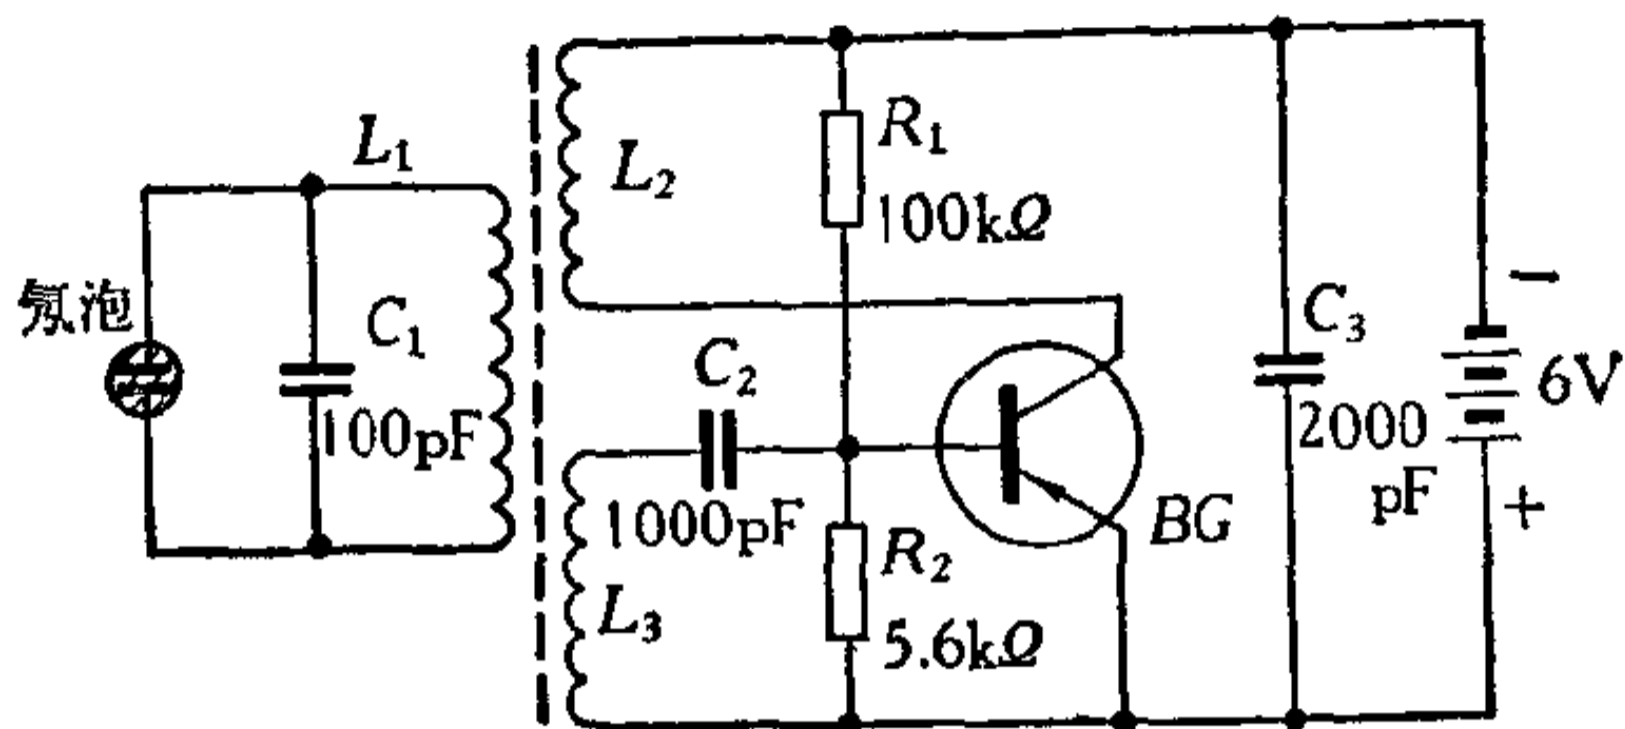 L₁
氖泡
C₁
100pF
L₂
R₁
100kΩ
C₂
1000pF
L₃
R₂
5.6kΩ
BG
C₃
2000
pF
−
6V
+